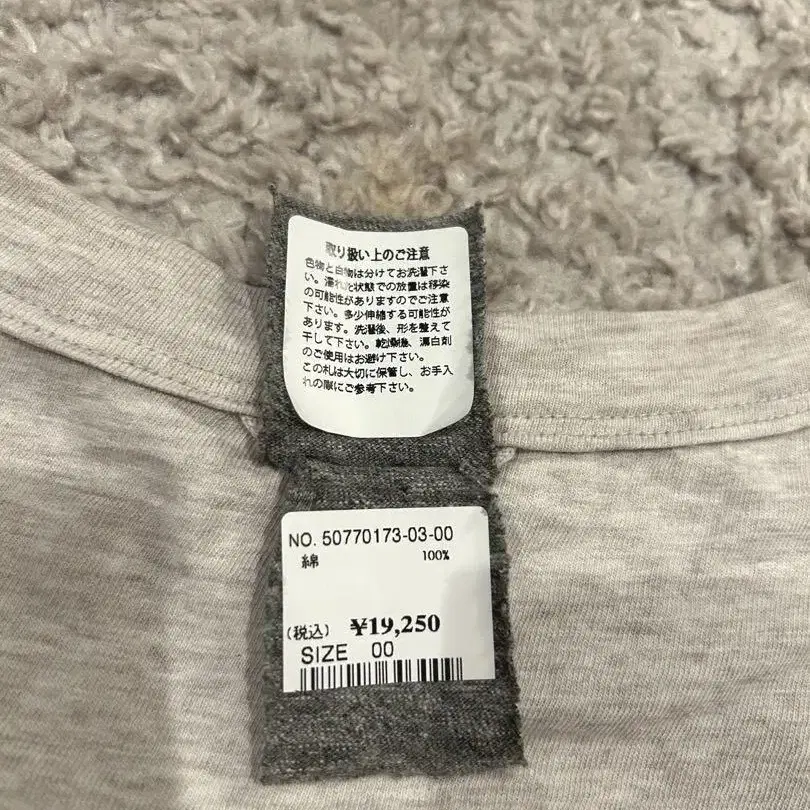 取り扱い上のご注意
色物と白物は分けてお洗濯下さ
い。濡れた状態での放置は移染
の可能性がありますのでご注意
下さい。多少伸縮する可能性が
あります。洗濯後、形を整えて
干して下さい。乾燥機、漂白剤
のご使用はお避け下さい。
この札は大切に保管し、お手入
れの際にご参考下さい。
NO. 50770173-03-00
綿 100%
(税込) ¥19,250
SIZE 00